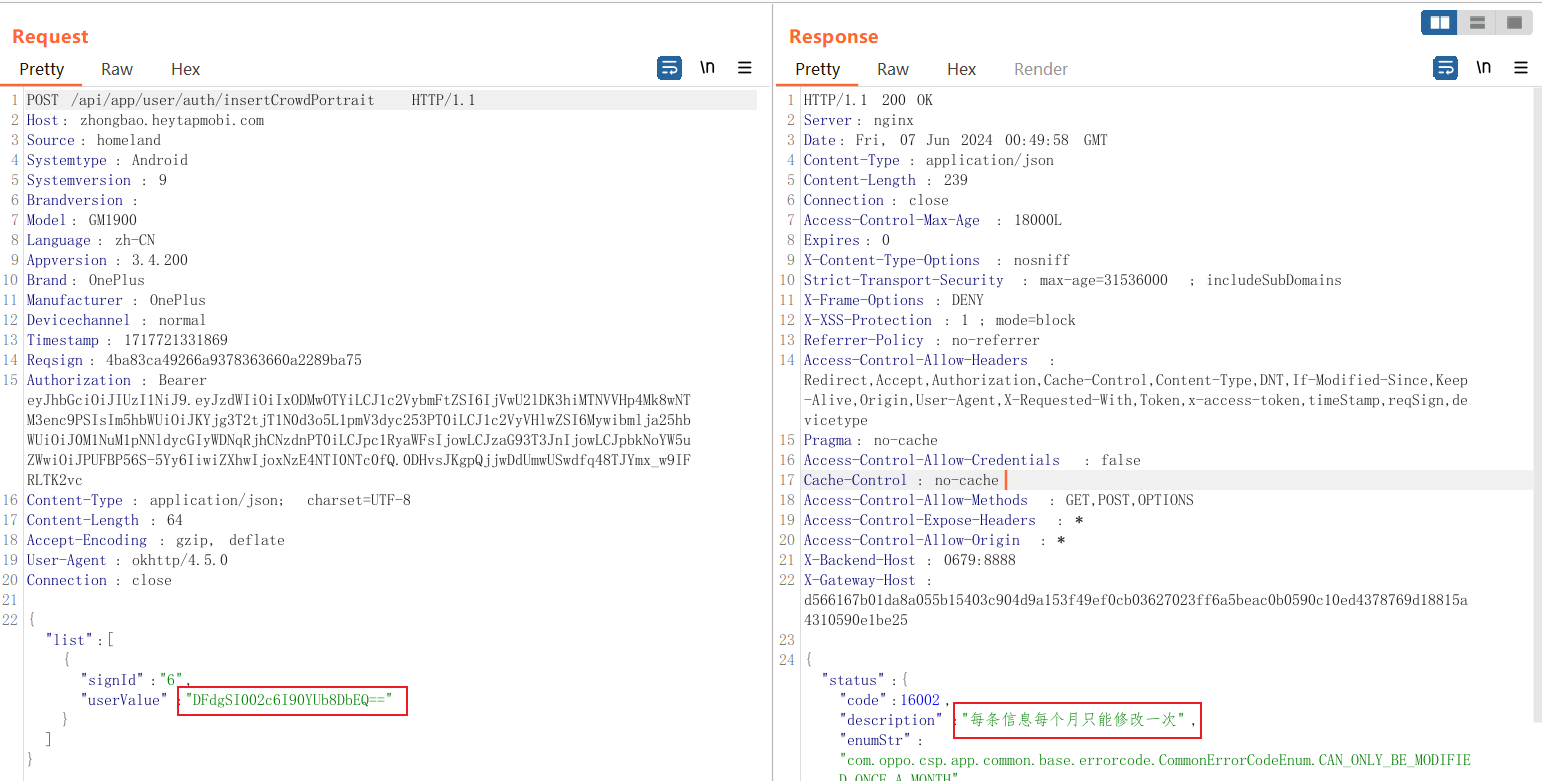 Request
Pretty Raw Hex
\n
1 POST /api/app/user/auth/insertCrowdPortrait HTTP/1.1
2 Host: zhongbao.heytapmobi.com
3 Source: homeland
4 Systemtype : Android
5 Systemversion : 9
6 Brandversion :
7 Model: GM1900
8 Language : zh-CN
9 Appversion : 3.4.200
10 Brand: OnePlus
11 Manufacturer : OnePlus
12 Devicechannel : normal
13 Timestamp : 1717721331869
14 Reqsign : 4ba83ca49266a9378363660a2289ba75
15 Authorization : Bearer
eyJhbGciOiJIUzI1NiJ9.eyJzdWIiOiIxODMwOTYiLCJ1c2VybmFtZSI6IjVwU2lDK3hiMTNVVHp4Mk8wNT
M3enc9PSIsIm5hbWUiOiJKYjg3T2tjT1N0d3o5L1pmV3dyc253PT0iLCJ1c2VyVHlwZSI6Mywibmlja25hb
WUiOiJ0M1NuM1pNNldycGIyWDNqRjhCNzdnPT0iLCJpc1RyaWFsIjowLCJzaG93T3JnIjowLCJpbkNoYW5u
ZWwiOiJPUFBP56S-5Yy6IiwiZXhwIjoxNzE4NTI0NTc0fQ.ODHvsJKgpQjjwDdUmwUSwdfq48TJYmx_w9IF
RLTK2vc
16 Content-Type : application/json; charset=UTF-8
17 Content-Length : 64
18 Accept-Encoding : gzip, deflate
19 User-Agent : okhttp/4.5.0
20 Connection : close
21
22 {
"list":[
{
"signId":"6",
"userValue":"DFdgSI002c6I90YUb8DbEQ=="
}
]
}
Response
Pretty Raw Hex Render
\n
1 HTTP/1.1 200 OK
2 Server: nginx
3 Date: Fri, 07 Jun 2024 00:49:58 GMT
4 Content-Type : application/json
5 Content-Length : 239
6 Connection : close
7 Access-Control-Max-Age : 18000L
8 Expires: 0
9 X-Content-Type-Options : nosniff
10 Strict-Transport-Security : max-age=31536000 ; includeSubDomains
11 X-Frame-Options : DENY
12 X-XSS-Protection : 1 ; mode=block
13 Referrer-Policy : no-referrer
14 Access-Control-Allow-Headers :
Redirect,Accept,Authorization,Cache-Control,Content-Type,DNT,If-Modified-Since,Keep
-Alive,Origin,User-Agent,X-Requested-With,Token,x-access-token,timeStamp,reqSign,de
vicetype
15 Pragma: no-cache
16 Access-Control-Allow-Credentials : false
17 Cache-Control : no-cache
18 Access-Control-Allow-Methods : GET,POST,OPTIONS
19 Access-Control-Expose-Headers : *
20 Access-Control-Allow-Origin : *
21 X-Backend-Host : 0679:8888
22 X-Gateway-Host :
d566167b01da8a055b15403c904d9a153f49ef0cb03627023ff6a5beac0b0590c10ed4378769d18815a
4310590e1be25
23
24 {
"status":{
"code":16002,
"description":"每条信息每个月只能修改一次",
"enumStr":
"com.oppo.csp.app.common.base.errorcode.CommonErrorCodeEnum.CAN_ONLY_BE_MODIFIE
D_ONCE_A_MONTH"